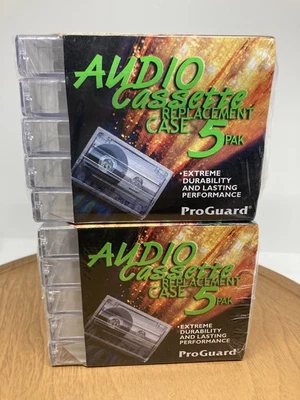 AUDIO
Cassette
REPLACEMENT
CASE 5 PAK
• EXTREME
DURABILITY
AND LASTING
PERFORMANCE
ProGuard®
AUDIO
Cassette
REPLACEMENT
CASE 5 PAK
• EXTREME
DURABILITY
AND LASTING
PERFORMANCE
ProGuard®